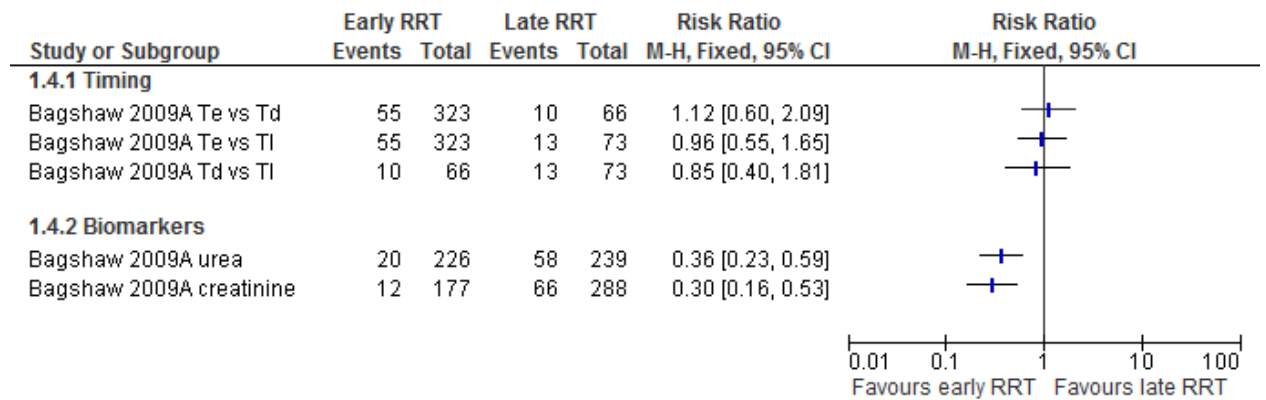 Early RRT Late RRT Risk Ratio Risk Ratio
Study or Subgroup Events Total Events Total M-H, Fixed, 95% CI M-H, Fixed, 95% CI
1.4.1 Timing
Bagshaw 2009A Te vs Td 55 323 10 66 1.12 [0.60, 2.09]
Bagshaw 2009A Te vs Tl 55 323 13 73 0.96 [0.55, 1.65]
Bagshaw 2009A Td vs Tl 10 66 13 73 0.85 [0.40, 1.81]
1.4.2 Biomarkers
Bagshaw 2009A urea 20 226 58 239 0.36 [0.23, 0.59]
Bagshaw 2009A creatinine 12 177 66 288 0.30 [0.16, 0.53]
0.01 0.1 1 10 100
Favours early RRT Favours late RRT